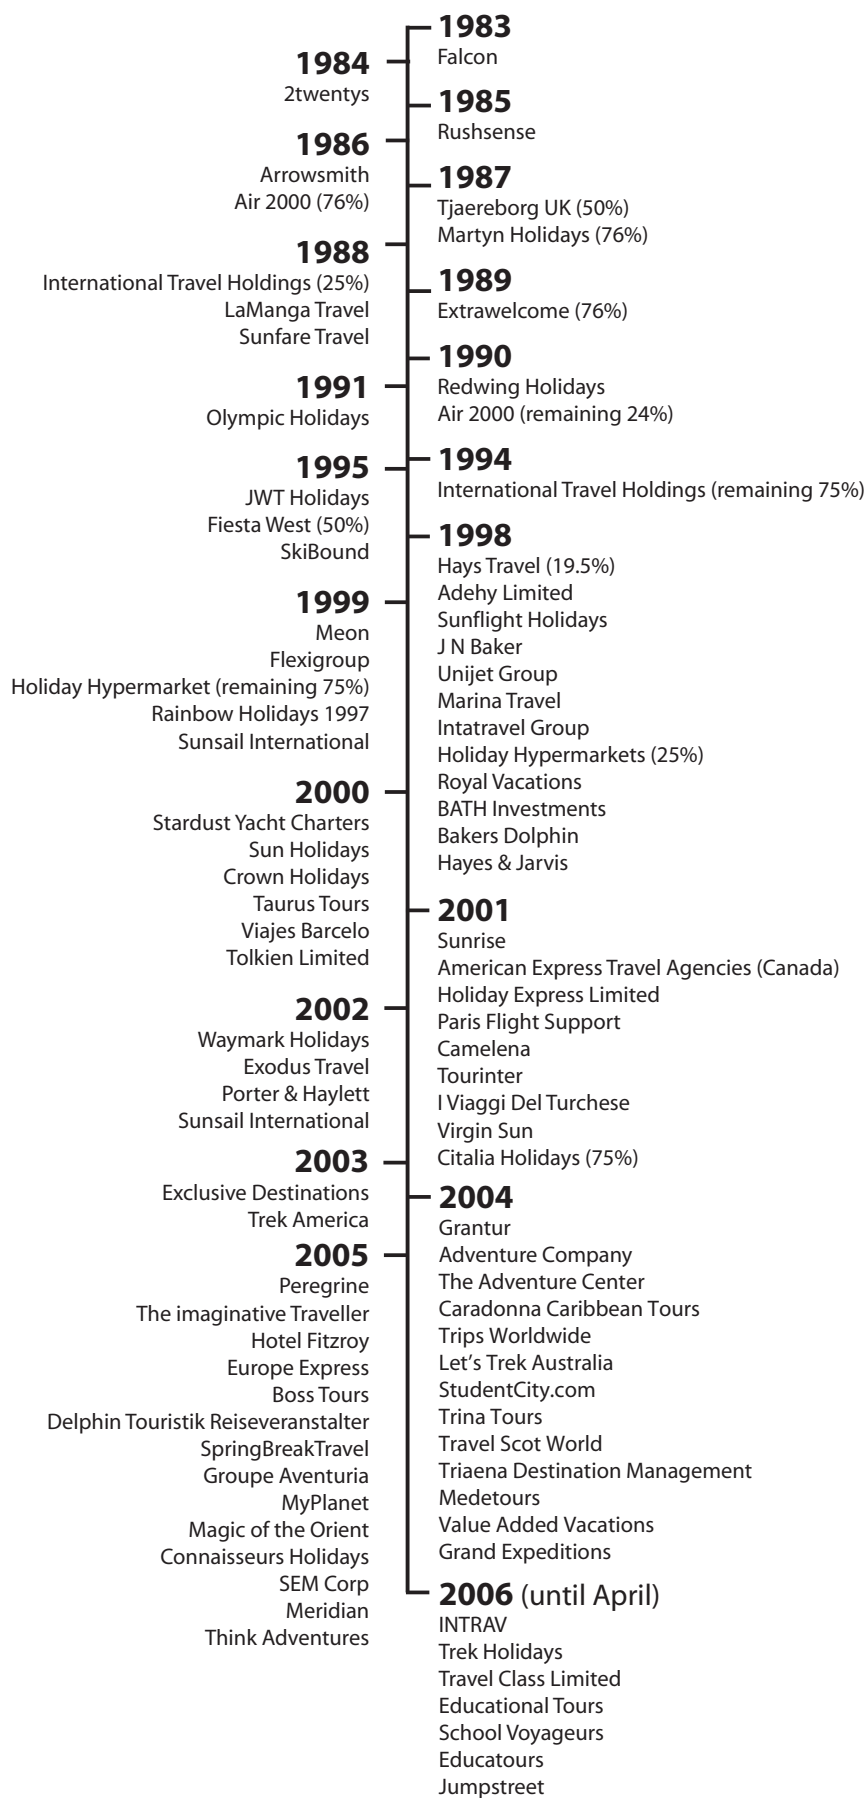 1983
Falcon
1984
2twentys
1985
Rushsense
1986
Arrowsmith
Air 2000 (76%)
1987
Tjaereborg UK (50%)
Martyn Holidays (76%)
1988
International Travel Holdings (25%)
LaManga Travel
Sunfare Travel
1989
Extrawelcome (76%)
1990
Redwing Holidays
Air 2000 (remaining 24%)
1991
Olympic Holidays
1994
International Travel Holdings (remaining 75%)
1995
JWT Holidays
Fiesta West (50%)
SkiBound
1998
Hays Travel (19.5%)
Adehy Limited
Sunflight Holidays
J N Baker
Unijet Group
Marina Travel
Intatravel Group
Holiday Hypermarkets (25%)
Royal Vacations
BATH Investments
Bakers Dolphin
Hayes & Jarvis
1999
Meon
Flexigroup
Holiday Hypermarket (remaining 75%)
Rainbow Holidays 1997
Sunsail International
2000
Stardust Yacht Charters
Sun Holidays
Crown Holidays
Taurus Tours
Viajes Barcelo
Tolkien Limited
2001
Sunrise
American Express Travel Agencies (Canada)
Holiday Express Limited
Paris Flight Support
Camelena
Tourinter
I Viaggi Del Turchese
Virgin Sun
Citalia Holidays (75%)
2002
Waymark Holidays
Exodus Travel
Porter & Haylett
Sunsail International
2003
Exclusive Destinations
Trek America
2004
Grantur
Adventure Company
The Adventure Center
Caradonna Caribbean Tours
Trips Worldwide
Let's Trek Australia
StudentCity.com
Trina Tours
Travel Scot World
Triaena Destination Management
Medetours
Value Added Vacations
Grand Expeditions
2005
Peregrine
The imaginative Traveller
Hotel Fitzroy
Europe Express
Boss Tours
Delphin Touristik Reiseveranstalter
SpringBreakTravel
Groupe Aventuria
MyPlanet
Magic of the Orient
Connaisseurs Holidays
SEM Corp
Meridian
Think Adventures
2006 (until April)
INTRAV
Trek Holidays
Travel Class Limited
Educational Tours
School Voyageurs
Educatours
Jumpstreet